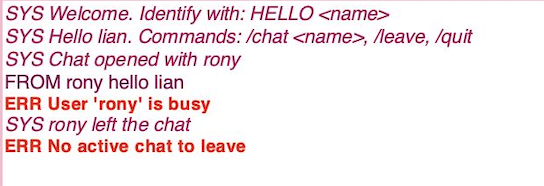 SYS Welcome. Identify with: HELLO <name>
SYS Hello lian. Commands: /chat <name>, /leave, /quit
SYS Chat opened with rony
FROM rony hello lian
ERR User 'rony' is busy
SYS rony left the chat
ERR No active chat to leave